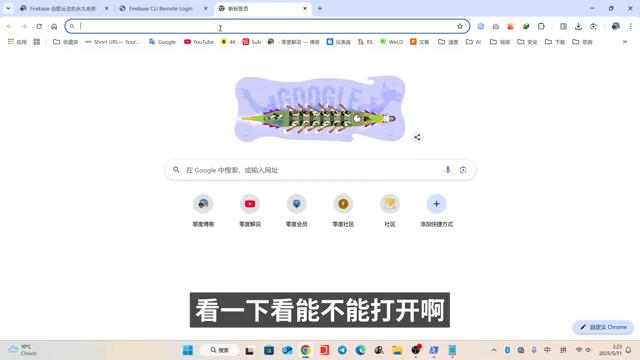 Firebase 谷歌云主机永久免费
Firebase CLI Remote Login
新标签页
应用
收藏夹
Short URL— Your...
Google
YouTube
4K
Sub
- 零度解说 — 博客
仪表盘
RS
WeLO
文章
速度
AI
视频
安全
下载
歌曲
GOOGLE
在 Google 中搜索，或输入网址
零度博客
零度解说
零度会员
零度社区
社区
添加快捷方式
看一下看能不能打开啊
自定义 Chrome
10°C
Cloudy
搜索
中
拼
2:23
2025/5/31